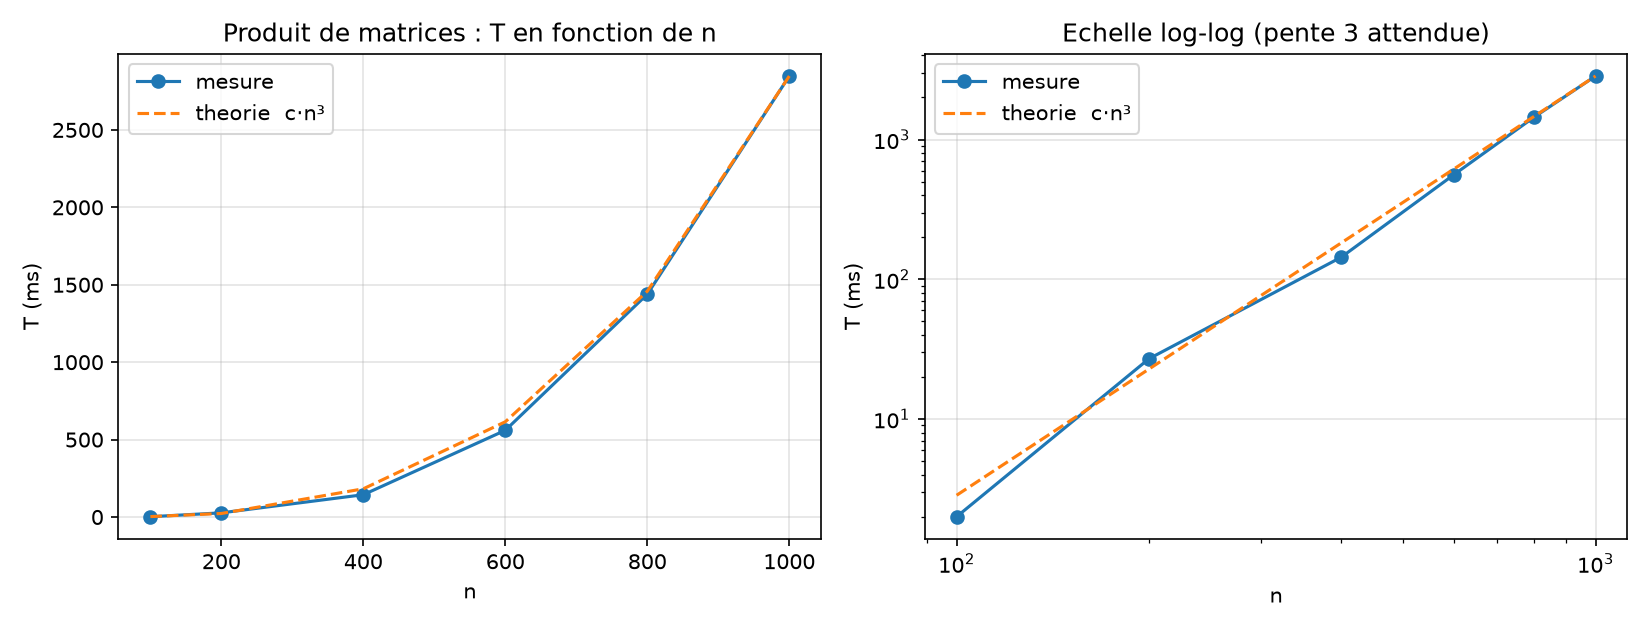 Produit de matrices : T en fonction de n
mesure
theorie c·n³
2500
2000
1500
1000
500
0
T (ms)
200 400 600 800 1000
n
Echelle log-log (pente 3 attendue)
mesure
theorie c·n³
10³
10²
10¹
T (ms)
10² 10³
n